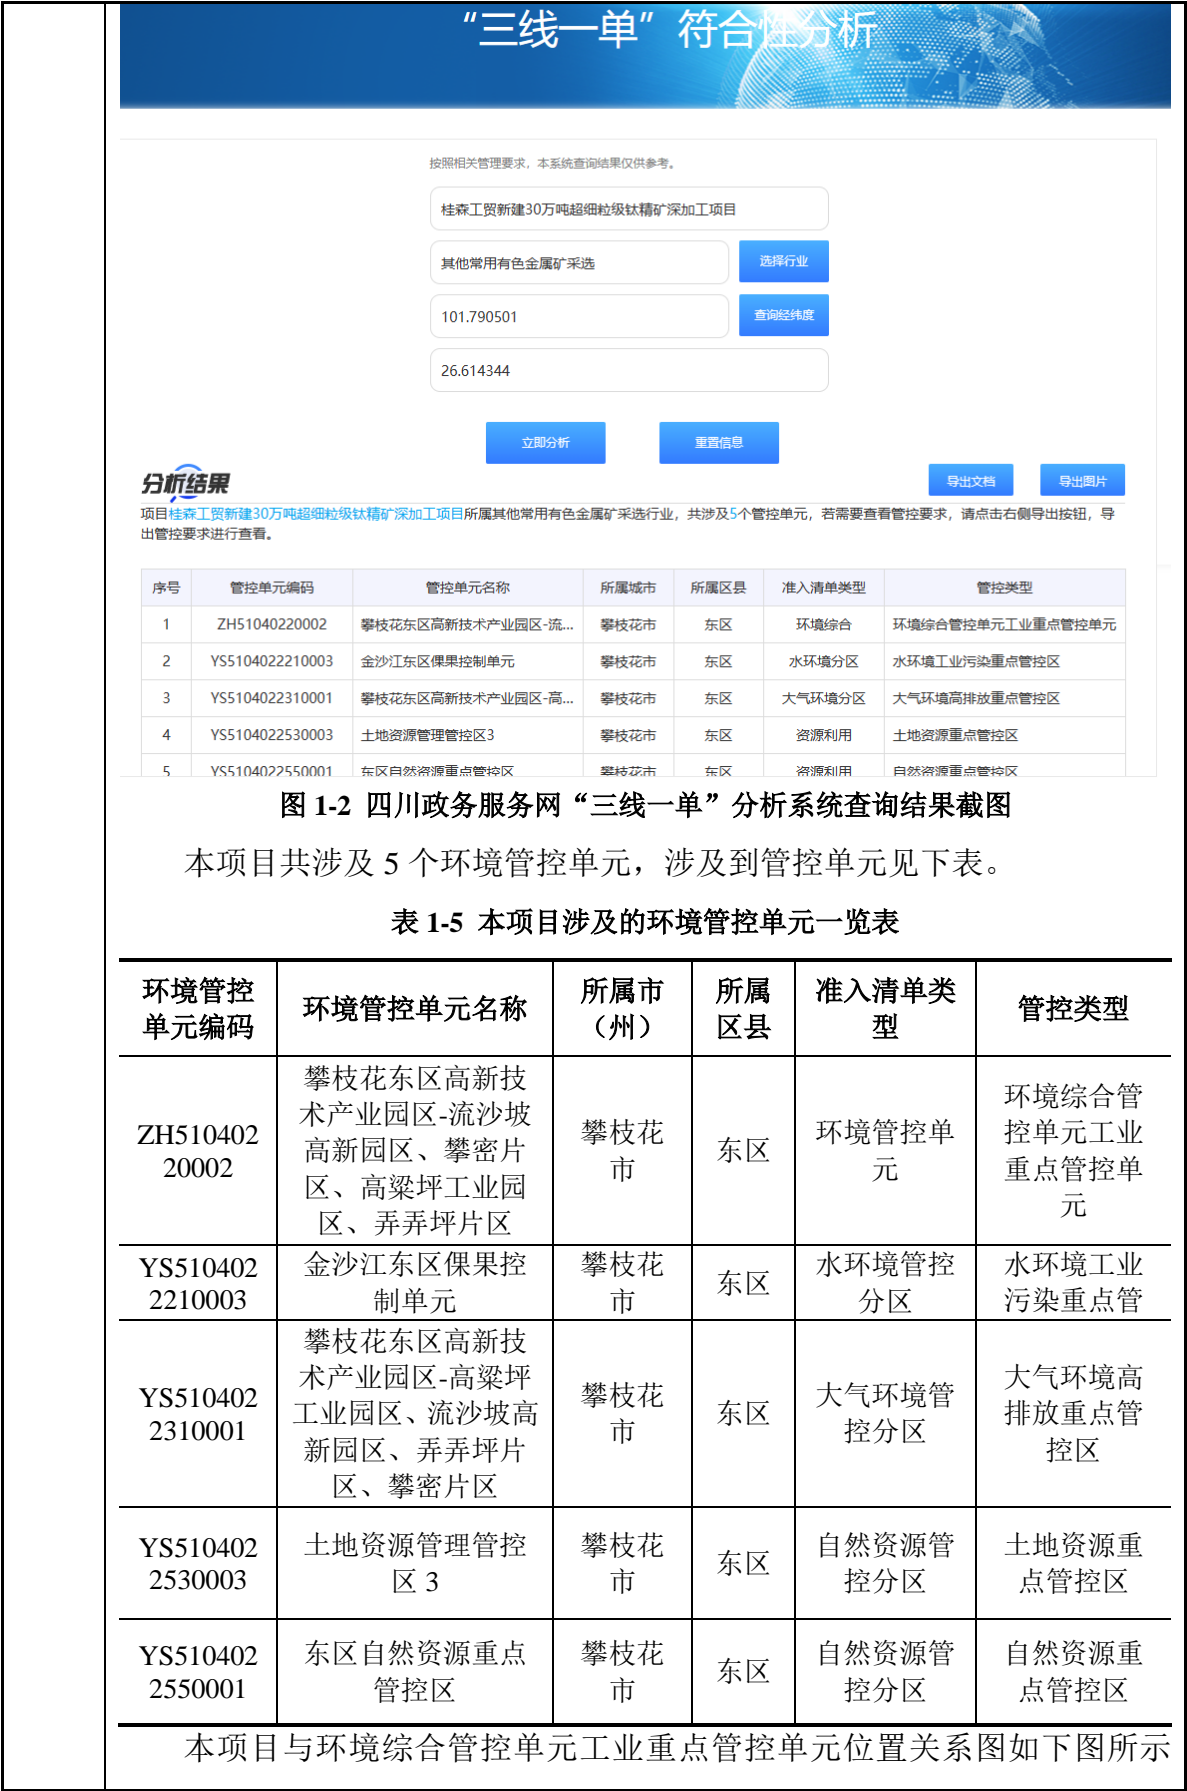 “三线一单”符合性分析
按照相关管理要求，本系统查询结果仅供参考。
桂森工贸新建30万吨超细粒级钛精矿深加工项目
其他常用有色金属矿采选
选择行业
101.790501
查询经纬度
26.614344
立即分析
重置信息
分析结果
导出文档
导出图片
项目桂森工贸新建30万吨超细粒级钛精矿深加工项目所属其他常用有色金属矿采选行业，共涉及5个管控单元，若需要查看管控要求，请点击右侧导出按钮，导
出管控要求进行查看。
序号 管控单元编码 管控单元名称 所属城市 所属区县 准入清单类型 管控类型
1 ZH51040220002 攀枝花东区高新技术产业园区-流... 攀枝花市 东区 环境综合 环境综合管控单元工业重点管控单元
2 YS5104022210003 金沙江东区倮果控制单元 攀枝花市 东区 水环境分区 水环境工业污染重点管控区
3 YS5104022310001 攀枝花东区高新技术产业园区-高... 攀枝花市 东区 大气环境分区 大气环境高排放重点管控区
4 YS5104022530003 土地资源管理管控区3 攀枝花市 东区 资源利用 土地资源重点管控区
5 YS5104022550001 东区自然资源重点管控区 攀枝花市 东区 资源利用 自然资源重点管控区
图 1-2 四川政务服务网“三线一单”分析系统查询结果截图
本项目共涉及 5 个环境管控单元，涉及到管控单元见下表。
表 1-5 本项目涉及的环境管控单元一览表
环境管控
单元编码
环境管控单元名称
所属市
（州）
所属
区县
准入清单类
型
管控类型
ZH510402
20002
攀枝花东区高新技
术产业园区-流沙坡
高新园区、攀密片
区、高梁坪工业园
区、弄弄坪片区
攀枝花
市
东区
环境管控单
元
环境综合管
控单元工业
重点管控单
元
YS510402
2210003
金沙江东区倮果控
制单元
攀枝花
市
东区
水环境管控
分区
水环境工业
污染重点管
YS510402
2310001
攀枝花东区高新技
术产业园区-高梁坪
工业园区、流沙坡高
新园区、弄弄坪片
区、攀密片区
攀枝花
市
东区
大气环境管
控分区
大气环境高
排放重点管
控区
YS510402
2530003
土地资源管理管控
区 3
攀枝花
市
东区
自然资源管
控分区
土地资源重
点管控区
YS510402
2550001
东区自然资源重点
管控区
攀枝花
市
东区
自然资源管
控分区
自然资源重
点管控区
本项目与环境综合管控单元工业重点管控单元位置关系图如下图所示